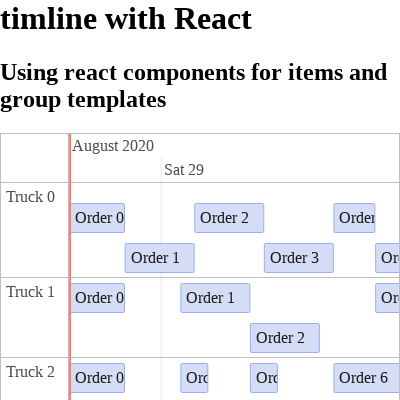 timline with React
Using react components for items and
group templates
August 2020
Sat 29
Truck 0
Order 0
Order 2
Order
Order 1
Order 3
Or
Truck 1
Order 0
Order 1
Or
Order 2
Truck 2
Order 0
Ord
Ord
Order 6